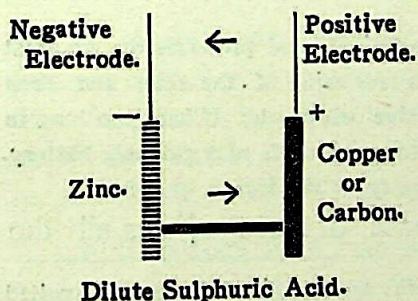 Negative
Electrode.
Positive
Electrode.
←
−
+
Zinc.
→
Copper
or
Carbon.
Dilute Sulphuric Acid.